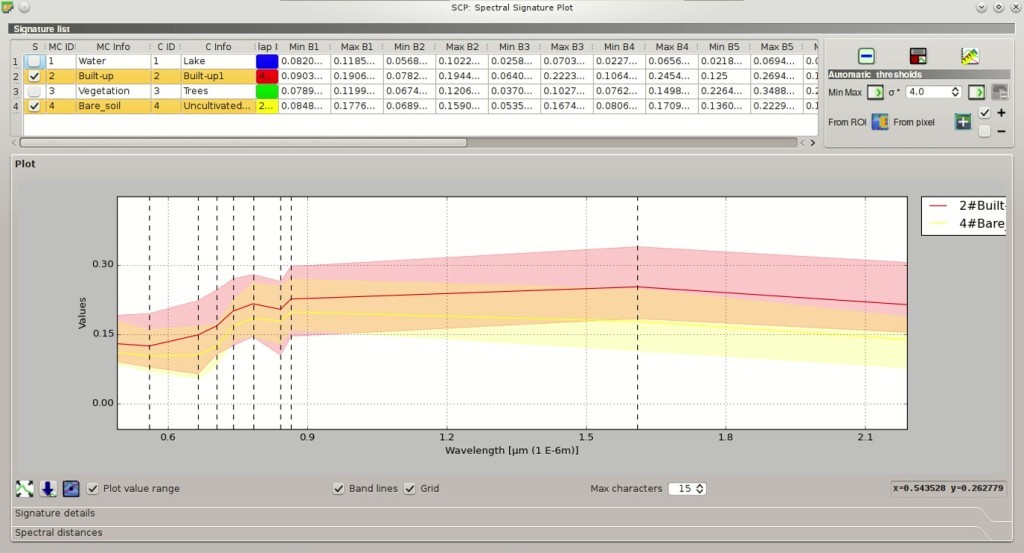 SCP: Spectral Signature Plot
Signature list
S MC ID MC Info C ID C Info lap I Min B1 Max B1 Min B2 Max B2 Min B3 Max B3 Min B4 Max B4 Min B5 Max B5 M
1 1 Water 1 Lake 0.0820... 0.1185... 0.0568... 0.1022... 0.0258... 0.0703... 0.0227... 0.0656... 0.0218... 0.0694... 0.0
2 2 Built-up 2 Built-up1 4... 0.0903... 0.1906... 0.0782... 0.1944... 0.0640... 0.2223... 0.1064... 0.2454... 0.125 0.2694... 0.1
3 3 Vegetation 3 Trees 0.0789... 0.1199... 0.0674... 0.1206... 0.0370... 0.1027... 0.0762... 0.1498... 0.2264... 0.3488... 0.2
4 4 Bare_soil 4 Uncultivated... 2... 0.0848... 0.1776... 0.0689... 0.1590... 0.0535... 0.1674... 0.0806... 0.1709... 0.1360... 0.2229... 0.1
Automatic thresholds
Min Max σ * 4.0
From ROI From pixel + 
-
Plot
2#Built-
4#Bare_
0.30
0.15
0.00
Values
0.6 0.9 1.2 1.5 1.8 2.1
Wavelength [µm (1 E-6m)]
Plot value range Band lines Grid Max characters 15 x=0.543528 y=0.262779
Signature details
Spectral distances